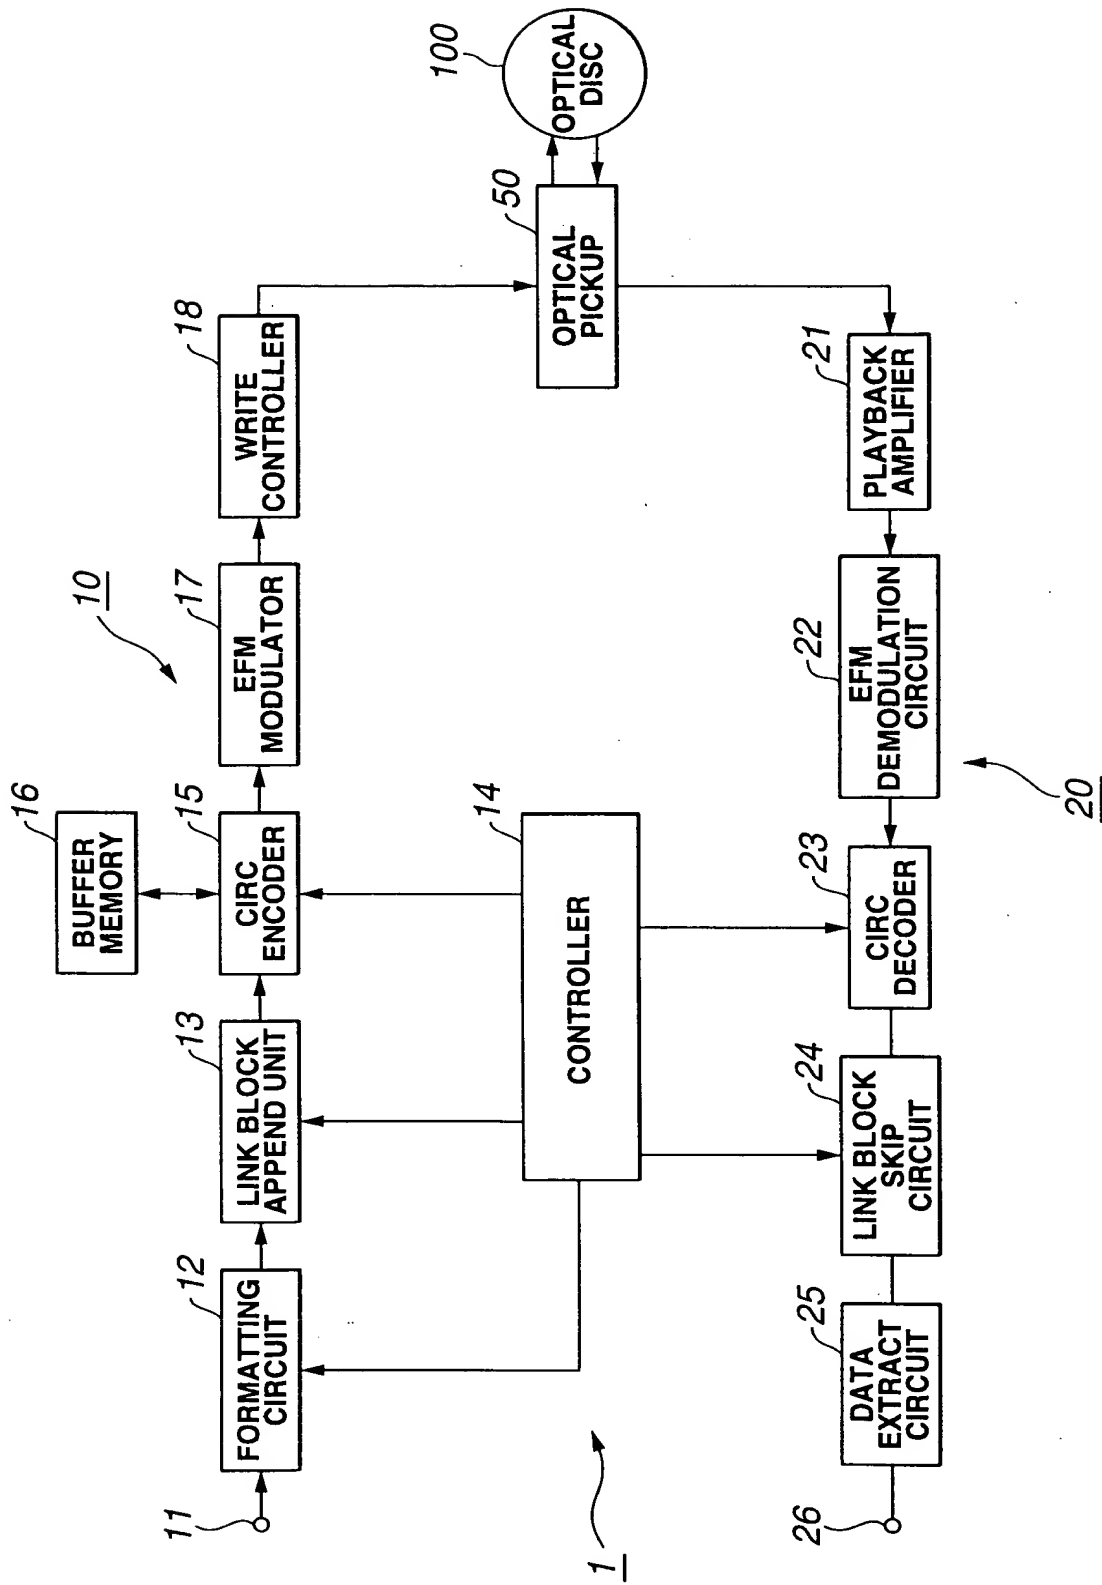 16
BUFFER
MEMORY
10
11
12
FORMATTING
CIRCUIT
13
LINK BLOCK
APPEND UNIT
15
CIRC
ENCODER
17
EFM
MODULATOR
18
WRITE
CONTROLLER
14
CONTROLLER
50
OPTICAL
PICKUP
100
OPTICAL
DISC
1
26
25
DATA
EXTRACT
CIRCUIT
24
LINK BLOCK
SKIP
CIRCUIT
23
CIRC
DECODER
22
EFM
DEMODULATION
CIRCUIT
21
PLAYBACK
AMPLIFIER
20